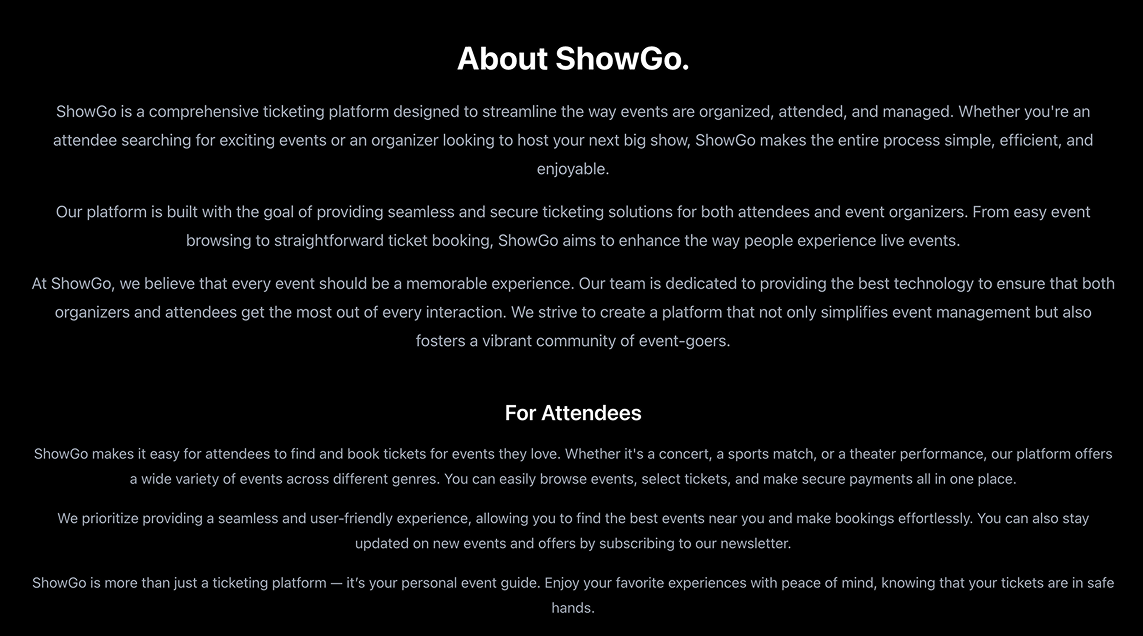 About ShowGo.
ShowGo is a comprehensive ticketing platform designed to streamline the way events are organized, attended, and managed. Whether you're an
attendee searching for exciting events or an organizer looking to host your next big show, ShowGo makes the entire process simple, efficient, and
enjoyable.
Our platform is built with the goal of providing seamless and secure ticketing solutions for both attendees and event organizers. From easy event
browsing to straightforward ticket booking, ShowGo aims to enhance the way people experience live events.
At ShowGo, we believe that every event should be a memorable experience. Our team is dedicated to providing the best technology to ensure that both
organizers and attendees get the most out of every interaction. We strive to create a platform that not only simplifies event management but also
fosters a vibrant community of event-goers.
For Attendees
ShowGo makes it easy for attendees to find and book tickets for events they love. Whether it's a concert, a sports match, or a theater performance, our platform offers
a wide variety of events across different genres. You can easily browse events, select tickets, and make secure payments all in one place.
We prioritize providing a seamless and user-friendly experience, allowing you to find the best events near you and make bookings effortlessly. You can also stay
updated on new events and offers by subscribing to our newsletter.
ShowGo is more than just a ticketing platform — it’s your personal event guide. Enjoy your favorite experiences with peace of mind, knowing that your tickets are in safe
hands.